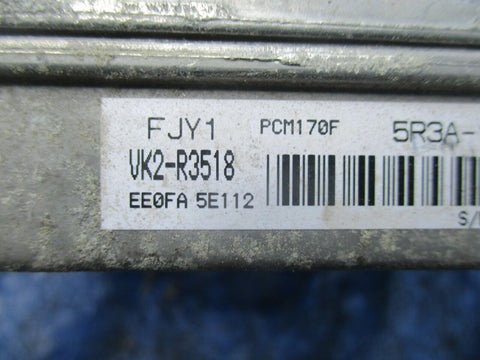 FJY1 PCM170F 5R3A-
VK2-R3518
EE0FA 5E112
S/